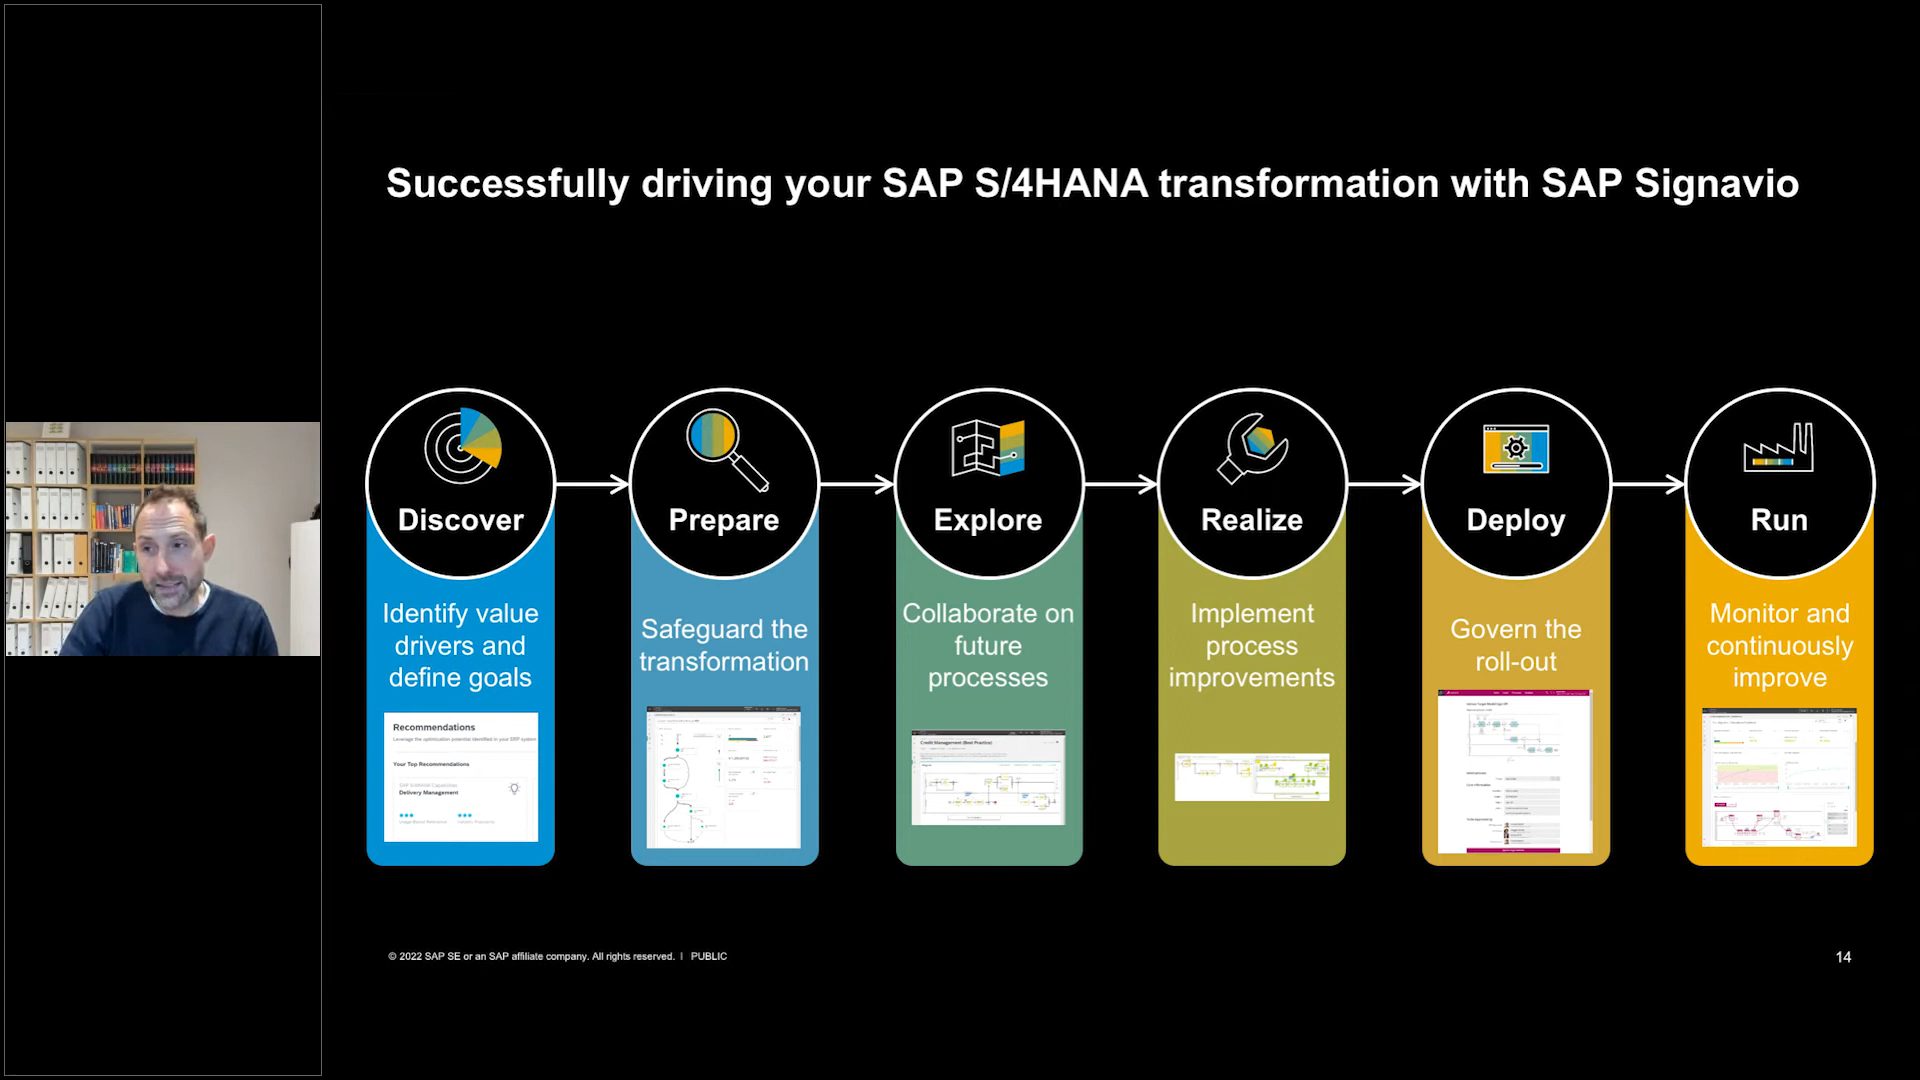 Successfully driving your SAP S/4HANA transformation with SAP Signavio
Discover
Prepare
Explore
Realize
Deploy
Run
Identify value
drivers and
define goals
Safeguard the
transformation
Collaborate on
future
processes
Implement
process
improvements
Govern the
roll-out
Monitor and
continuously
improve
Recommendations
Leverage the optimization potential identified in your ERP system
Your Top Recommendations
SAP S/4HANA Capabilities
Delivery Management
Credit Management (Best Practice)
© 2022 SAP SE or an SAP affiliate company. All rights reserved. | PUBLIC
14